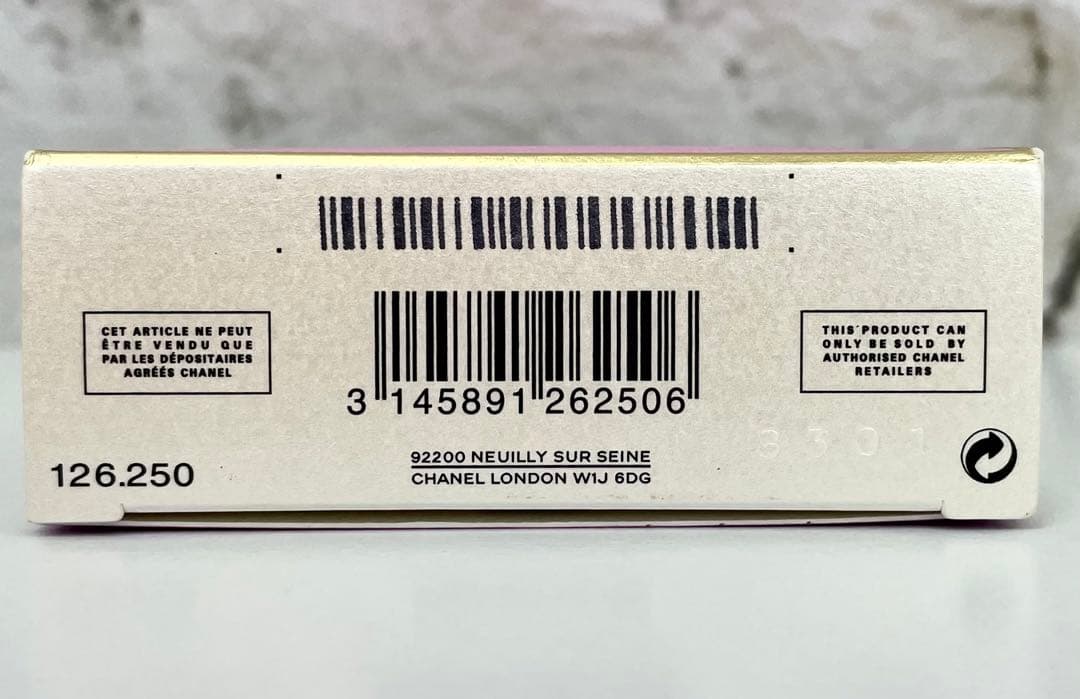 CET ARTICLE NE PEUT
ÊTRE VENDU QUE
PAR LES DÉPOSITAIRES
AGRÉÉS CHANEL
THIS PRODUCT CAN
ONLY BE SOLD BY
AUTHORISED CHANEL
RETAILERS
3 145891 262506
3301
126.250
92200 NEUILLY SUR SEINE
CHANEL LONDON W1J 6DG